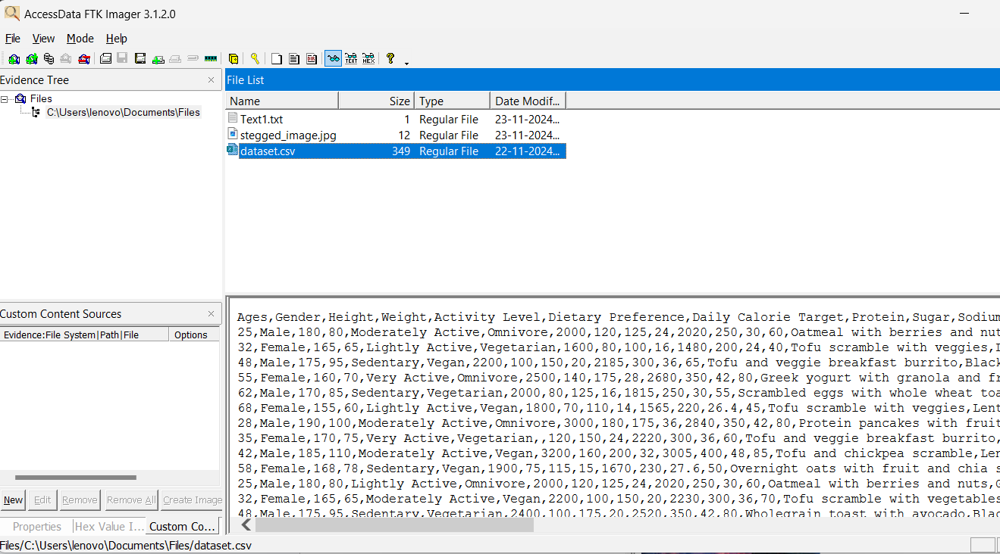 AccessData FTK Imager 3.1.2.0
File View Mode Help
TEXT HEX
Evidence Tree
Files
C:\Users\lenovo\Documents\Files
File List
Name Size Type Date Modif...
Text1.txt 1 Regular File 23-11-2024...
stegged_image.jpg 12 Regular File 23-11-2024...
dataset.csv 349 Regular File 22-11-2024...
Custom Content Sources
Evidence:File System|Path|File Options
New Edit Remove Remove All Create Image
Properties Hex Value I... Custom Co...
Ages,Gender,Height,Weight,Activity Level,Dietary Preference,Daily Calorie Target,Protein,Sugar,Sodium
25,Male,180,80,Moderately Active,Omnivore,2000,120,125,24,2020,250,30,60,Oatmeal with berries and nut
32,Female,165,65,Lightly Active,Vegetarian,1600,80,100,16,1480,200,24,40,Tofu scramble with veggies,
48,Male,175,95,Sedentary,Vegan,2200,100,150,20,2185,300,36,65,Tofu and veggie breakfast burrito,Black
55,Female,160,70,Very Active,Omnivore,2500,140,175,28,2680,350,42,80,Greek yogurt with granola and fr
62,Male,170,85,Sedentary,Vegetarian,2000,80,125,16,1815,250,30,55,Scrambled eggs with whole wheat toa
68,Female,155,60,Lightly Active,Vegan,1800,70,110,14,1565,220,26.4,45,Tofu scramble with veggies,Lent
28,Male,190,100,Moderately Active,Omnivore,3000,180,175,36,2840,350,42,80,Protein pancakes with fruit
35,Female,170,75,Very Active,Vegetarian,,120,150,24,2220,300,36,60,Tofu and veggie breakfast burrito,
42,Male,185,110,Moderately Active,Vegan,3200,160,200,32,3005,400,48,85,Tofu and chickpea scramble,Len
58,Female,168,78,Sedentary,Vegan,1900,75,115,15,1670,230,27.6,50,Overnight oats with fruit and chia s
25,Male,180,80,Lightly Active,Omnivore,2000,120,125,24,2020,250,30,60,Oatmeal with berries and nuts,
32,Female,165,65,Moderately Active,Vegan,2200,100,150,20,2230,300,36,70,Tofu scramble with vegetables
48,Male,175,95,Sedentary,Vegetarian,2400,100,175,20,2520,350,42,80,Wholegrain toast with avocado,Blac
Files/C:\Users\lenovo\Documents\Files/dataset.csv